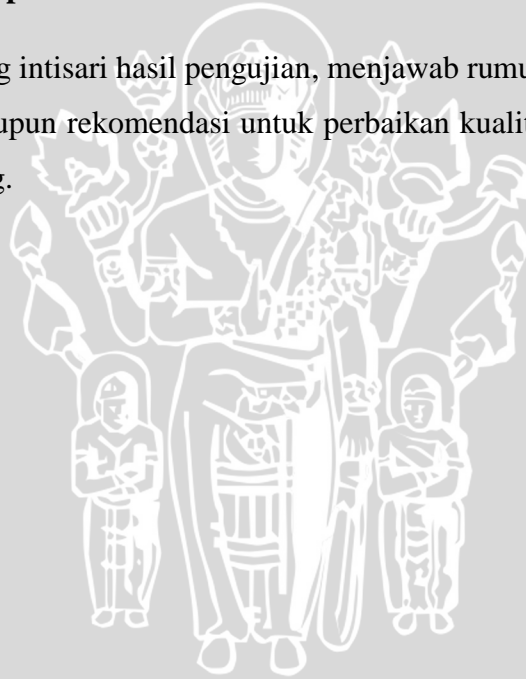 g intisari hasil pengujian, menjawab rumu
upun rekomendasi untuk perbaikan kualit
g.